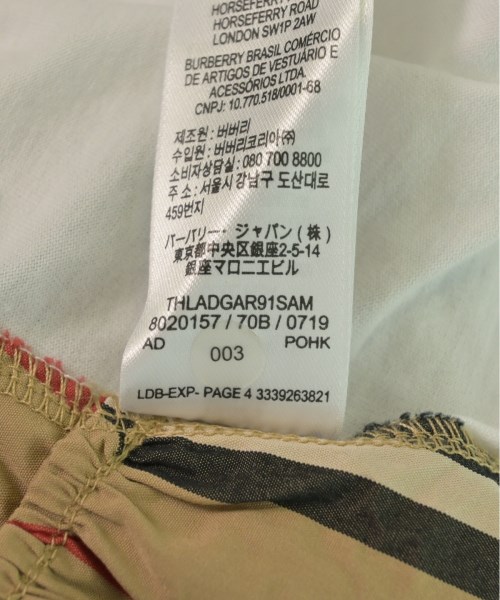 HORSEFERRY HOUSE
HORSEFERRY ROAD
LONDON SW1P 2AW
BURBERRY BRASIL COMÉRCIO
DE ARTIGOS DE VESTUÁRIO E
ACESSÓRIOS LTDA.
CNPJ: 10.770.518/0001-68
제조원 : 버버리
수입원 : 버버리코리아㈜
소비자상담실 : 080 700 8800
주 소 : 서울시 강남구 도산대로
459번지
バーバリー・ジャパン(株)
東京都中央区銀座2-5-14
銀座マロニエビル
THLADGAR91SAM
8020157 / 70B / 0719
AD
003
POHK
LDB-EXP- PAGE 4 3339263821